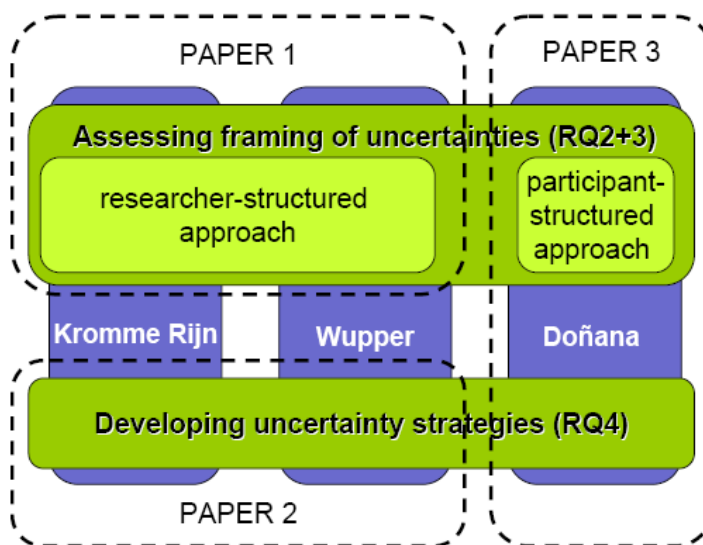 PAPER 1
PAPER 3
Assessing framing of uncertainties (RQ2+3)
researcher-structured
approach
participant-
structured
approach
Kromme Rijn
Wupper
Doñana
Developing uncertainty strategies (RQ4)
PAPER 2